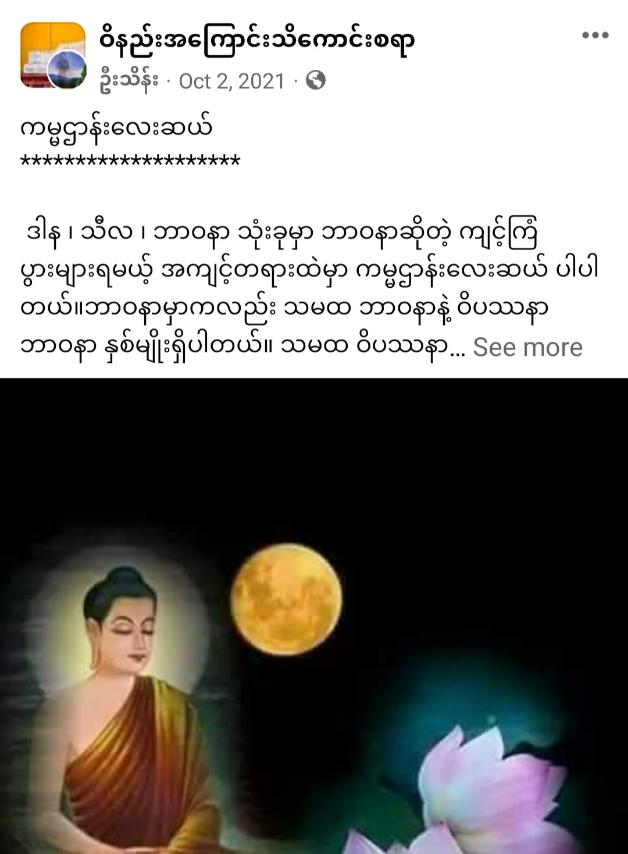 ဝိနည်းအကြောင်းသိကောင်းစရာ
ဦးသိန်း · Oct 2, 2021 ·
ကမ္မဌာန်းလေးဆယ်
********************
ဒါန ၊ သီလ ၊ ဘာဝနာ သုံးခုမှာ ဘာဝနာဆိုတဲ့ ကျင့်ကြံ
ပွားများရမယ့် အကျင့်တရားထဲမှာ ကမ္မဌာန်းလေးဆယ် ပါပါ
တယ်။ဘာဝနာမှာကလည်း သမထ ဘာဝနာနဲ့ ဝိပဿနာ
ဘာဝနာ နှစ်မျိုးရှိပါတယ်။ သမထ ဝိပဿနာ... See more